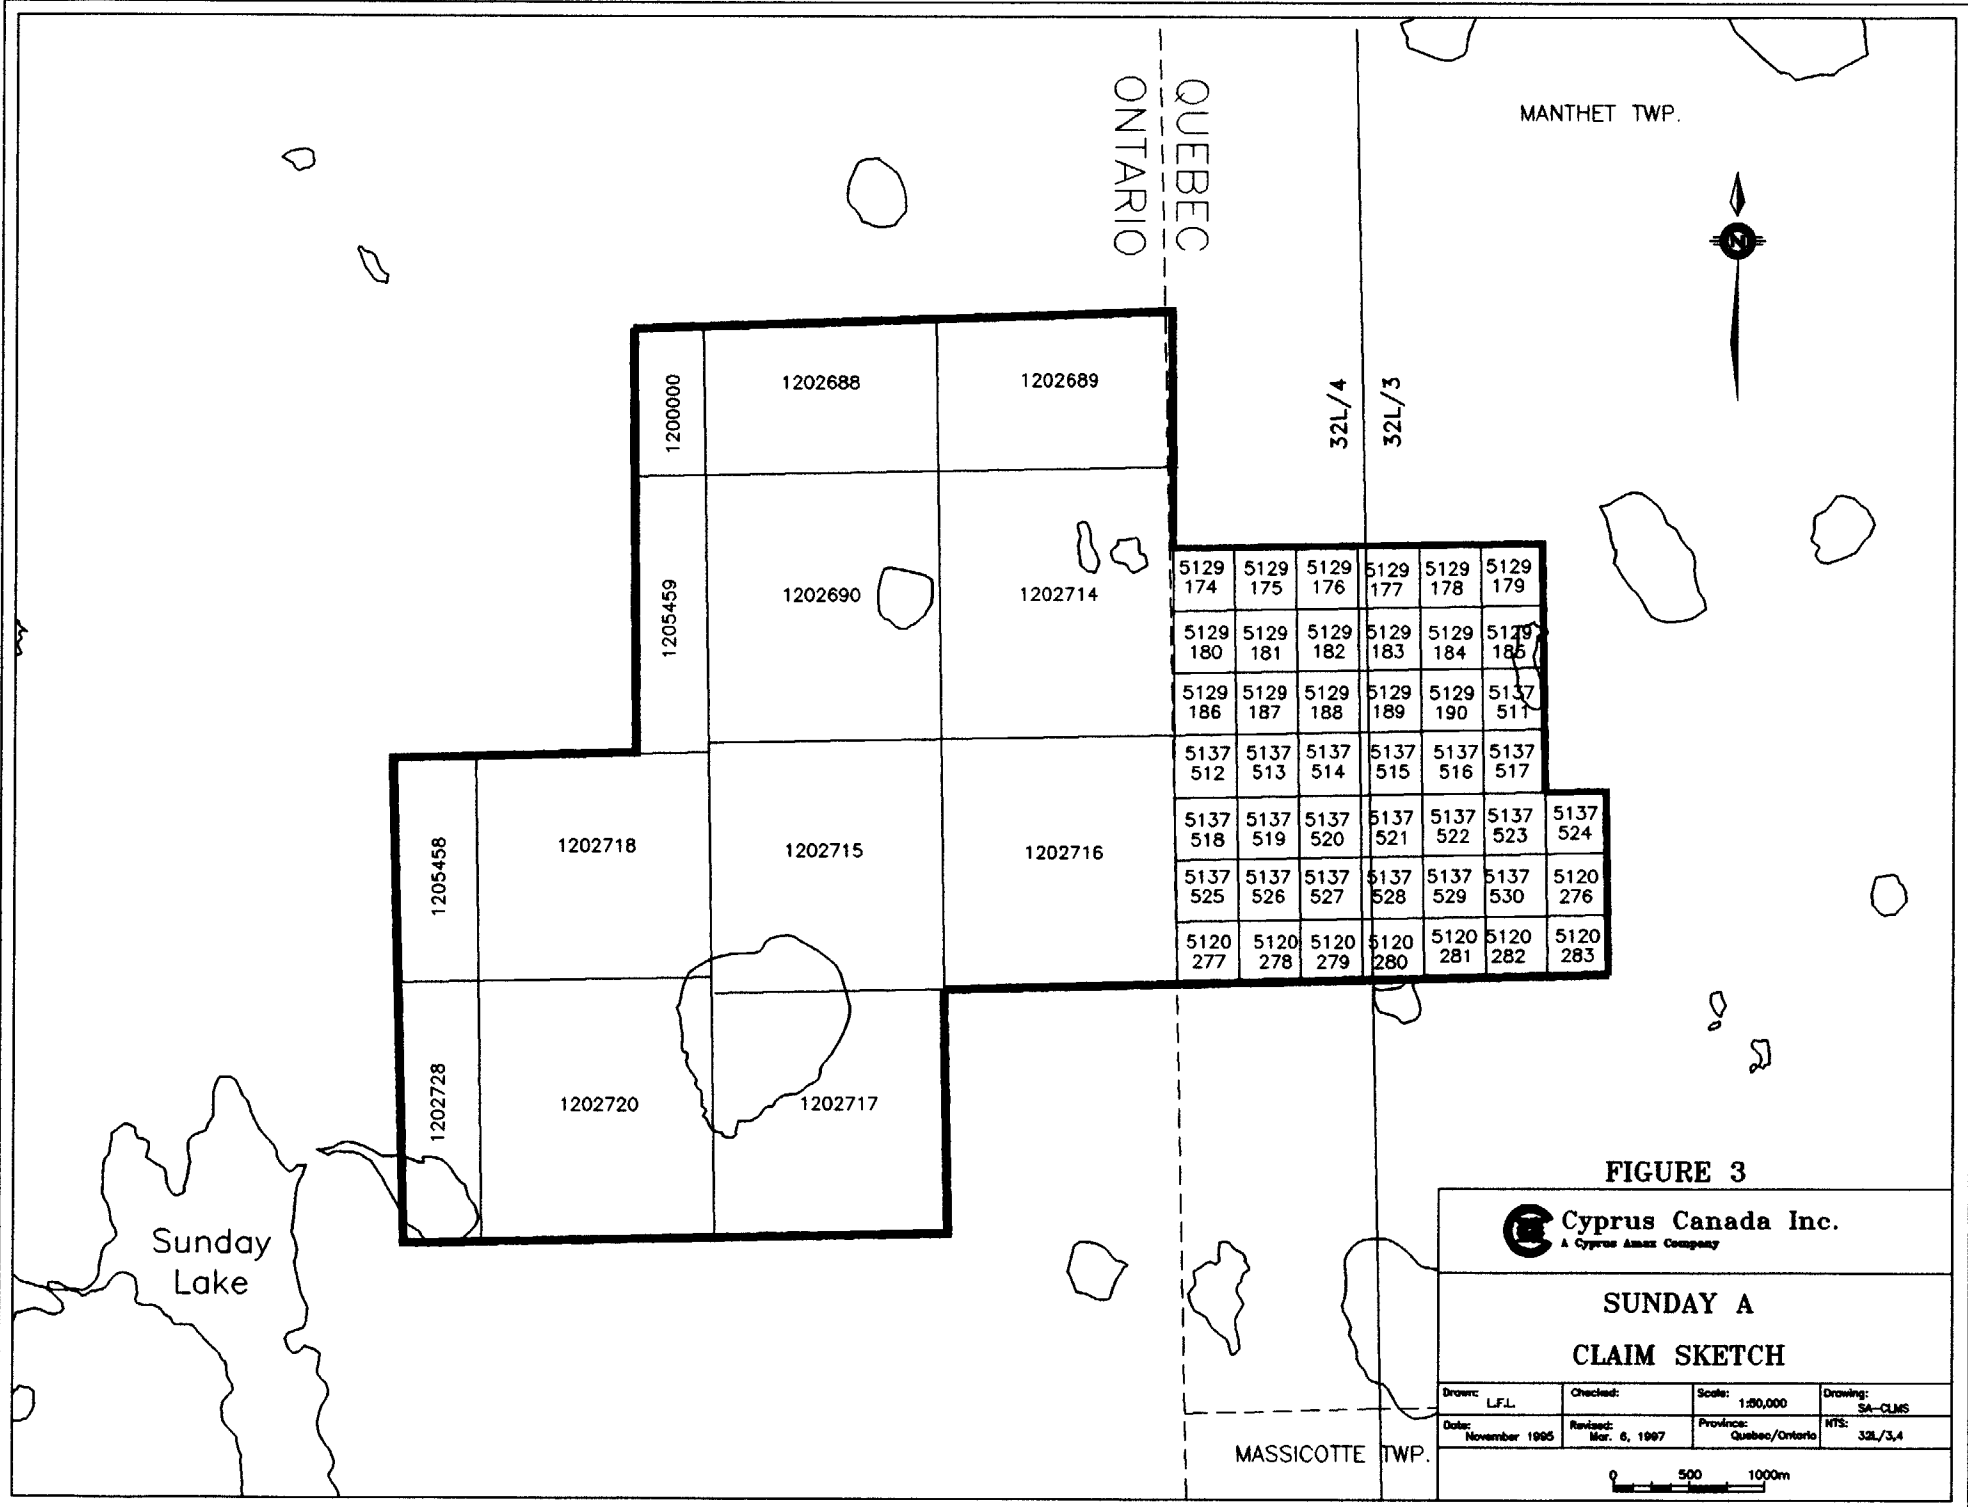 QUEBEC
ONTARIO
MANTHET TWP.
N
32L/4
32L/3
1200000
1202688
1202689
1205459
1202690
1202714
5129 5129 5129 5129 5129 5129
174 175 176 177 178 179
5129 5129 5129 5129 5129 5129
180 181 182 183 184 185
5129 5129 5129 5129 5129 5137
186 187 188 189 190 511
5137 5137 5137 5137 5137 5137
512 513 514 515 516 517
5137 5137 5137 5137 5137 5137 5137
518 519 520 521 522 523 524
5137 5137 5137 5137 5137 5137 5120
525 526 527 528 529 530 276
5120 5120 5120 5120 5120 5120 5120
277 278 279 280 281 282 283
1205458
1202718
1202715
1202716
1202728
1202720
1202717
Sunday
Lake
MASSICOTTE TWP.
FIGURE 3
Cyprus Canada Inc.
A Cyprus Amax Company
SUNDAY A
CLAIM SKETCH
Drawn: L.F.L. Checked: Scale: 1:50,000 Drawing: SA-CLMS
Date: November 1995 Revised: Mar. 6, 1997 Province: Quebec/Ontario NTS: 32L/3,4
0 500 1000m